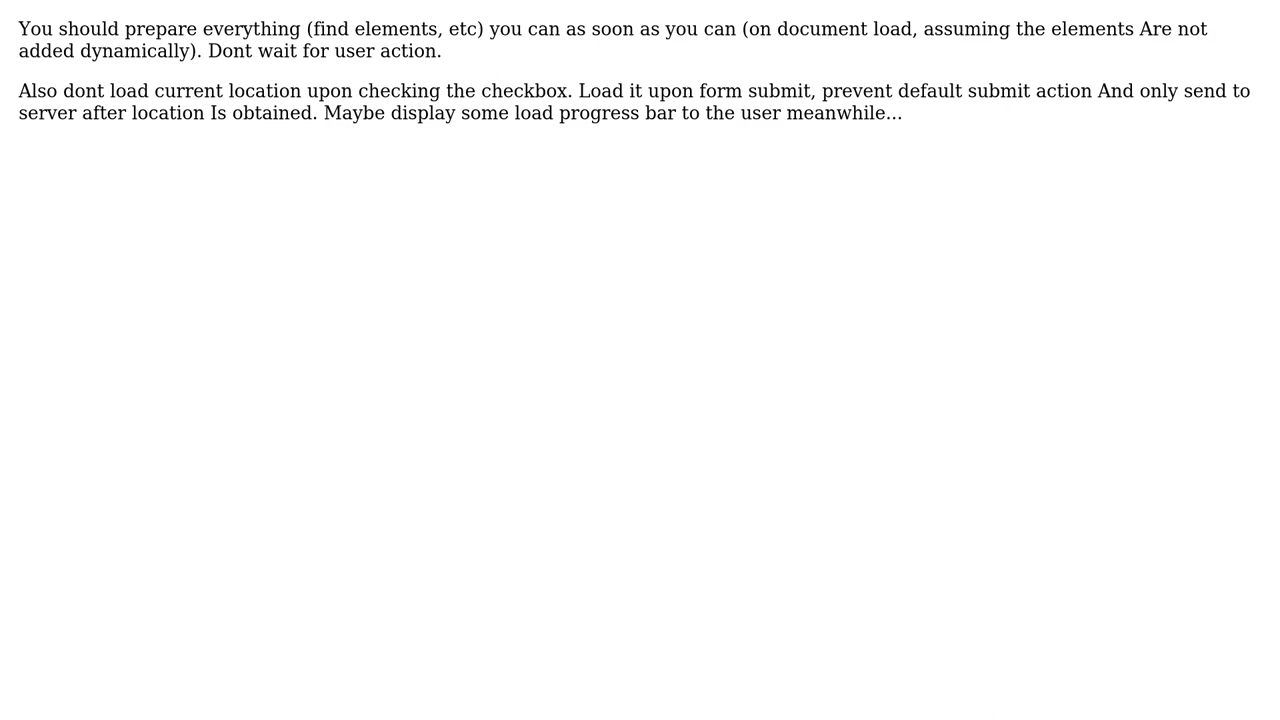 You should prepare everything (find elements, etc) you can as soon as you can (on document load, assuming the elements Are not
added dynamically). Dont wait for user action.
Also dont load current location upon checking the checkbox. Load it upon form submit, prevent default submit action And only send to
server after location Is obtained. Maybe display some load progress bar to the user meanwhile...